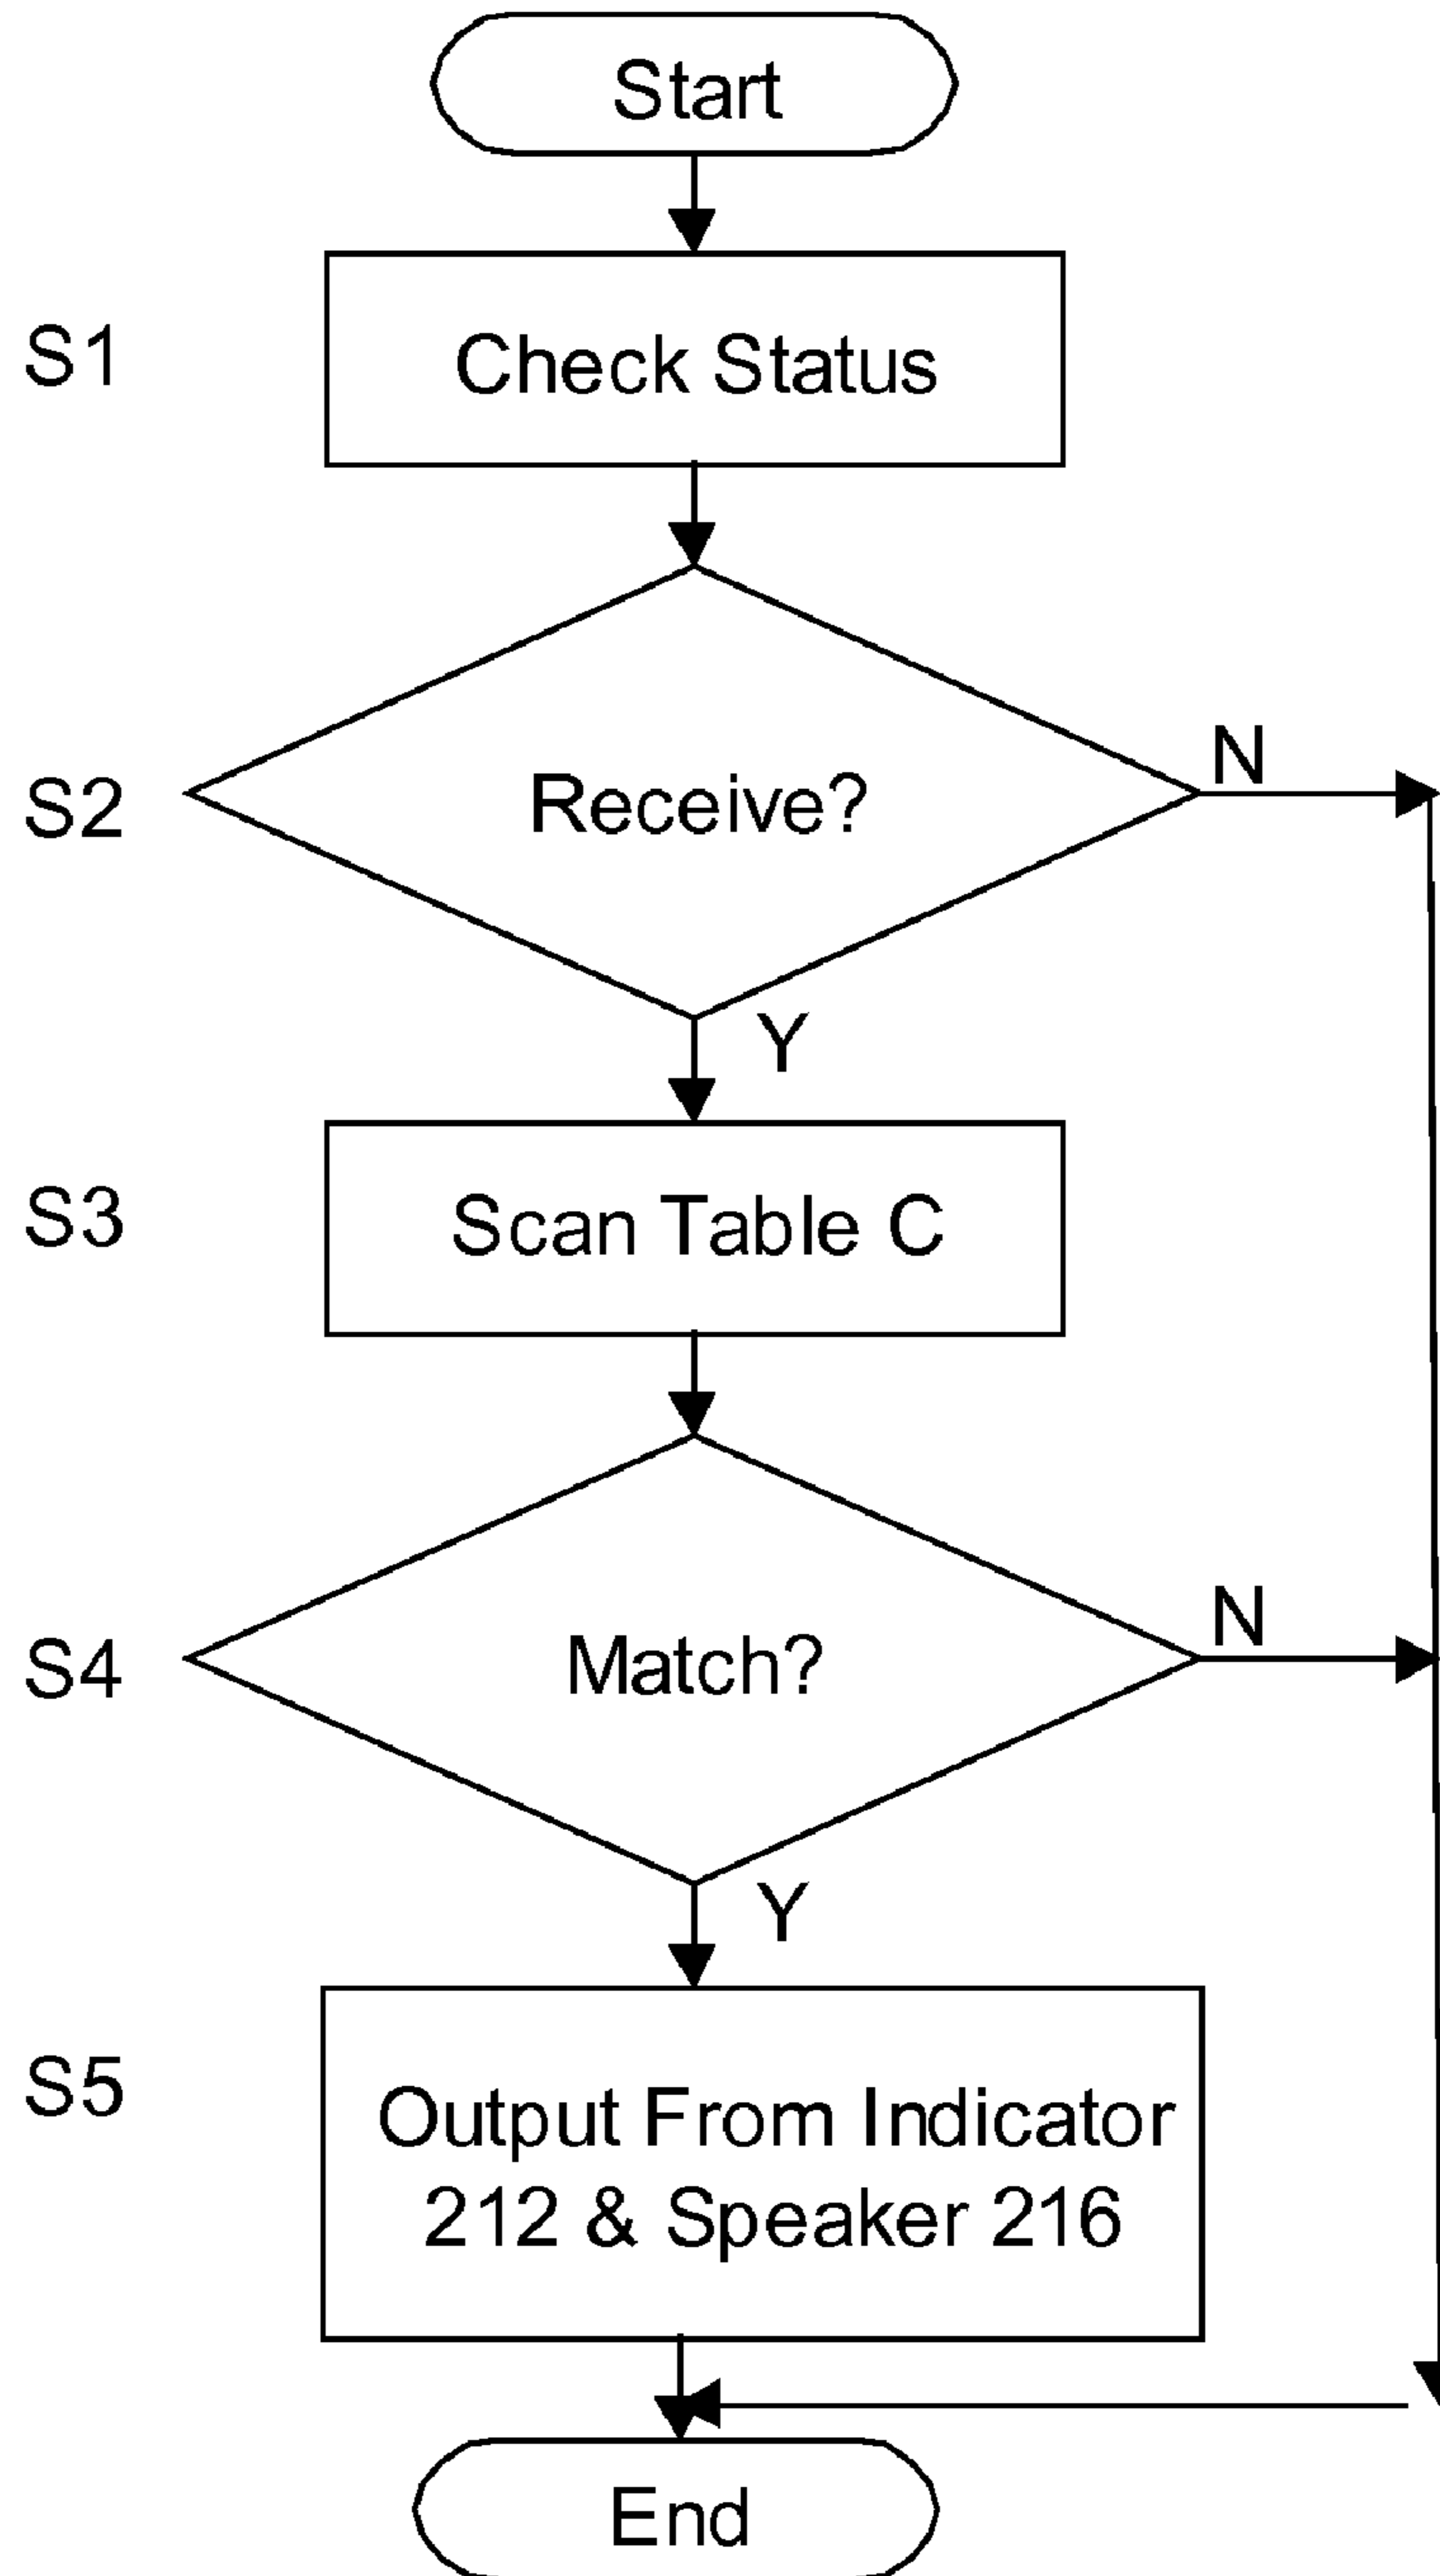 Start
S1
Check Status
S2
Receive?
N
Y
S3
Scan Table C
S4
Match?
N
Y
S5
Output From Indicator
212 & Speaker 216
End